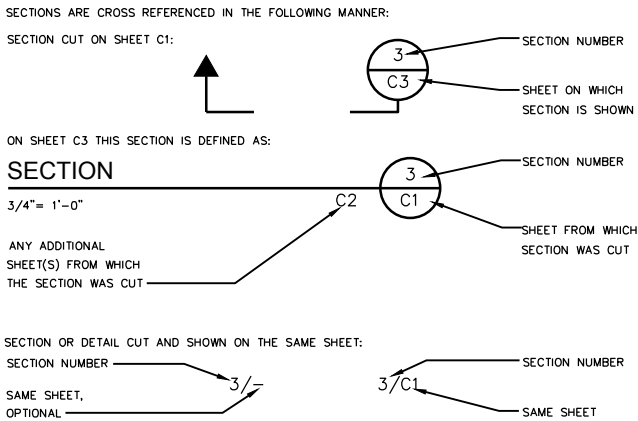 SECTIONS ARE CROSS REFERENCED IN THE FOLLOWING MANNER:
SECTION CUT ON SHEET C1:
3
C3
SECTION NUMBER
SHEET ON WHICH
SECTION IS SHOWN
ON SHEET C3 THIS SECTION IS DEFINED AS:
SECTION
3/4"= 1'-0"
C2
3
C1
SECTION NUMBER
SHEET FROM WHICH
SECTION WAS CUT
ANY ADDITIONAL
SHEET(S) FROM WHICH
THE SECTION WAS CUT
SECTION OR DETAIL CUT AND SHOWN ON THE SAME SHEET:
SECTION NUMBER
3/-
SAME SHEET,
OPTIONAL
3/C1
SECTION NUMBER
SAME SHEET